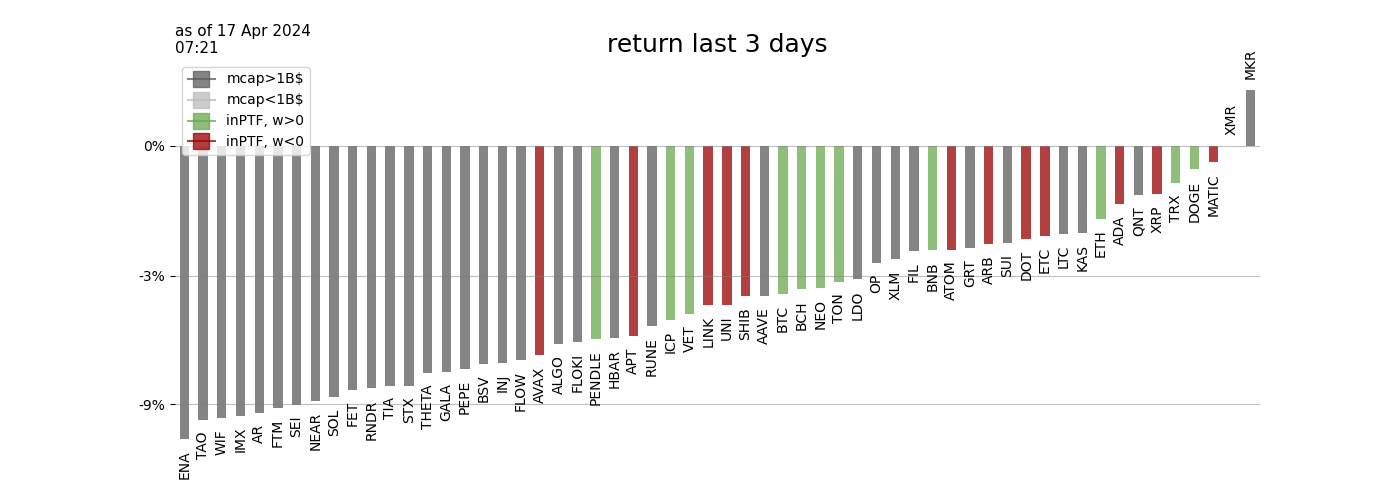 as of 17 Apr 2024
07:21
return last 3 days
mcap>1B$
mcap<1B$
inPTF, w>0
inPTF, w<0
0%
-3%
-9%
ENA
TAO
WIF
IMX
AR
FTM
SEI
NEAR
SOL
FET
RNDR
TIA
STX
THETA
GALA
PEPE
BSV
INJ
FLOW
AVAX
ALGO
FLOKI
PENDLE
HBAR
APT
RUNE
ICP
VET
LINK
UNI
SHIB
AAVE
BTC
BCH
NEO
TON
LDO
OP
XLM
FIL
BNB
ATOM
GRT
ARB
SUI
DOT
ETC
LTC
KAS
ETH
ADA
QNT
XRP
TRX
DOGE
MATIC
XMR
MKR